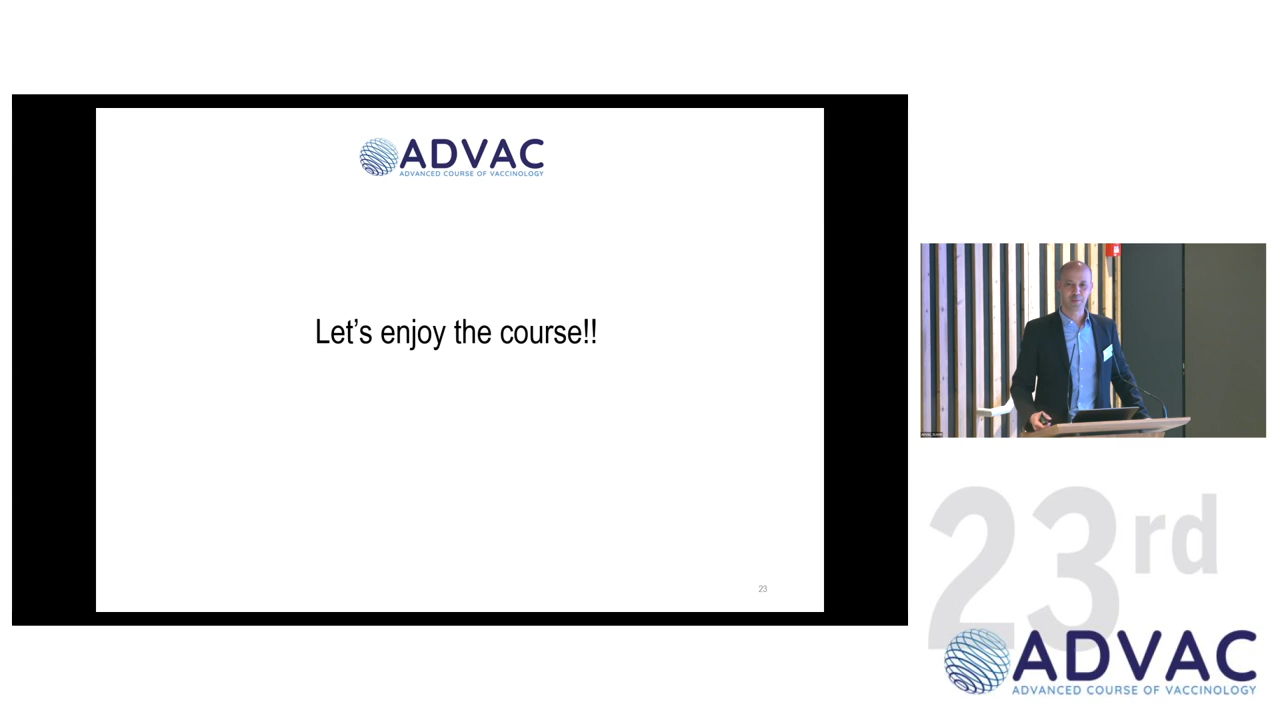 ADVAC
ADVANCED COURSE OF VACCINOLOGY
Let's enjoy the course!!
23
23rd
ADVAC
ADVANCED COURSE OF VACCINOLOGY